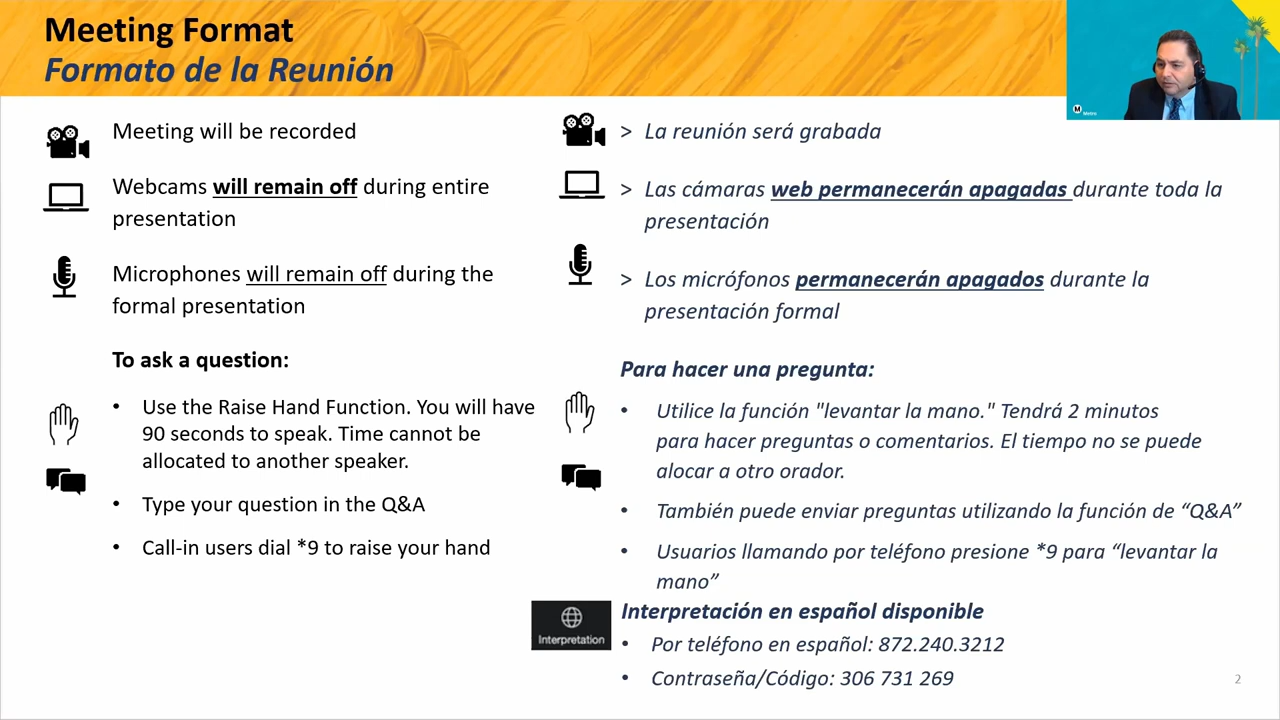 Meeting Format
Formato de la Reunión
Metro
Meeting will be recorded
Webcams will remain off during entire
presentation
Microphones will remain off during the
formal presentation
To ask a question:
• Use the Raise Hand Function. You will have
90 seconds to speak. Time cannot be
allocated to another speaker.
• Type your question in the Q&A
• Call-in users dial *9 to raise your hand
> La reunión será grabada
> Las cámaras web permanecerán apagadas durante toda la
presentación
> Los micrófonos permanecerán apagados durante la
presentación formal
Para hacer una pregunta:
• Utilice la función "levantar la mano." Tendrá 2 minutos
para hacer preguntas o comentarios. El tiempo no se puede
alocar a otro orador.
• También puede enviar preguntas utilizando la función de “Q&A”
• Usuarios llamando por teléfono presione *9 para “levantar la
mano”
Interpretation
Interpretación en español disponible
• Por teléfono en español: 872.240.3212
• Contraseña/Código: 306 731 269
2